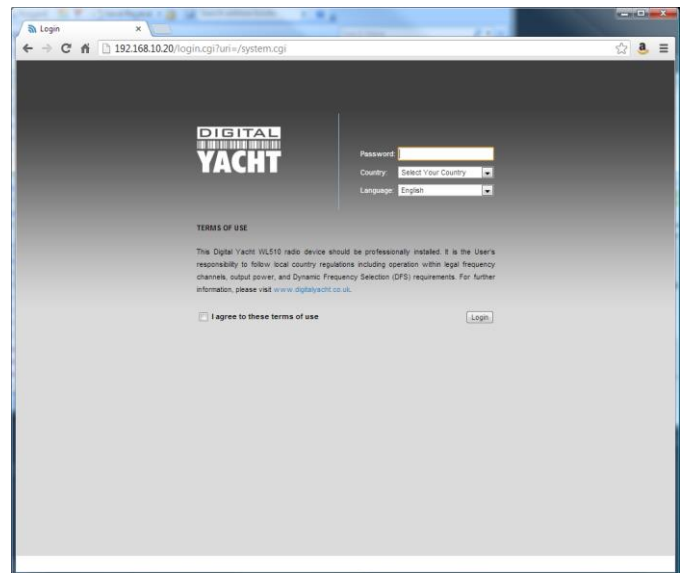 Login
192.168.10.20/login.cgi?uri=/system.cgi
DIGITAL
YACHT
Password:
Country: Select Your Country
Language: English
TERMS OF USE
This Digital Yacht WL510 radio device should be professionally installed. It is the User's
responsibility to follow local country regulations including operation within legal frequency
channels, output power, and Dynamic Frequency Selection (DFS) requirements. For further
information, please visit www.digitalyacht.co.uk.
I agree to these terms of use
Login